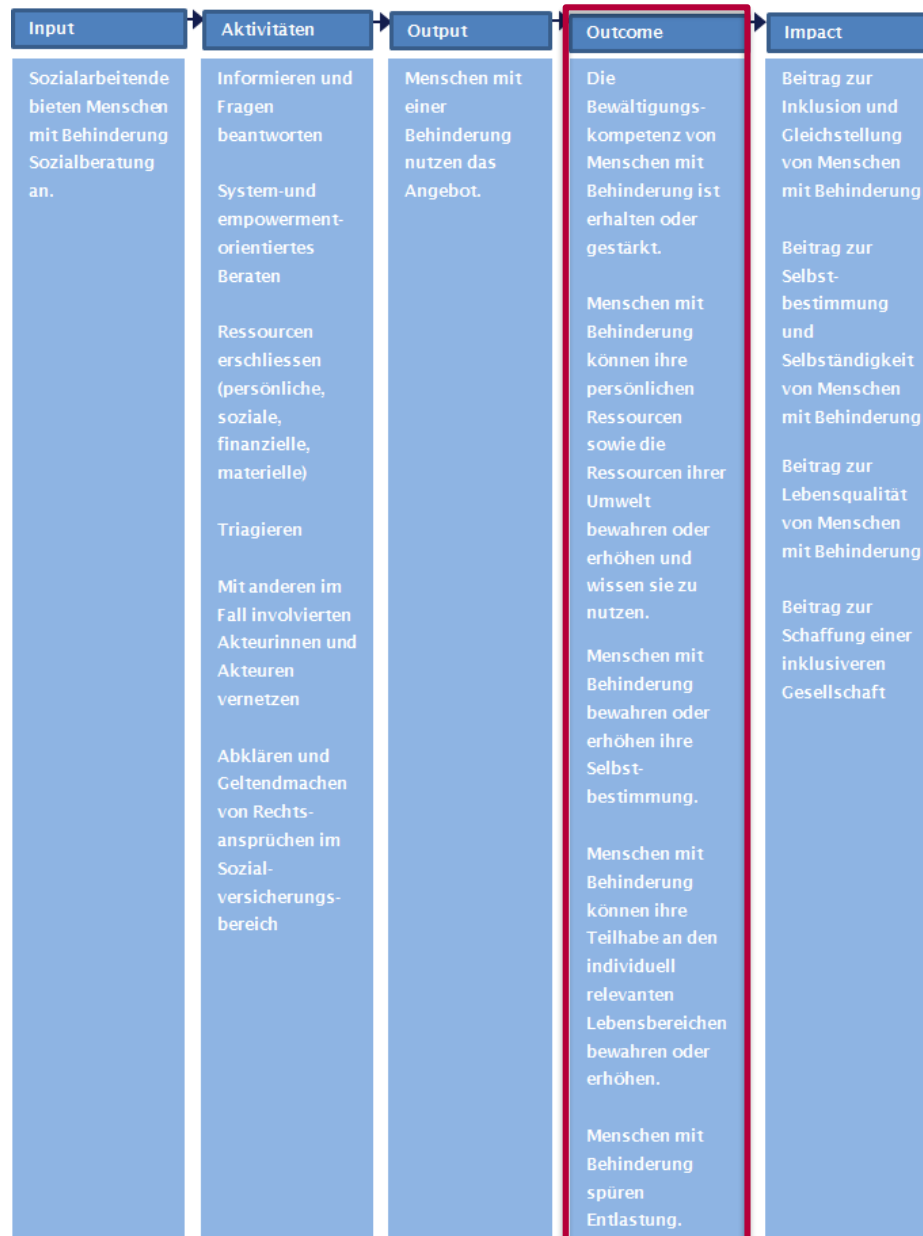 Input
Sozialarbeitende
bieten Menschen
mit Behinderung
Sozialberatung
an.
Aktivitäten
Informieren und
Fragen
beantworten
System-und
empowerment-
orientiertes
Beraten
Ressourcen
erschliessen
(persönliche,
soziale,
finanzielle,
materielle)
Triagieren
Mit anderen im
Fall involvierten
Akteurinnen und
Akteuren
vernetzen
Abklären und
Geltendmachen
von Rechts-
ansprüchen im
Sozial-
versicherungs-
bereich
Output
Menschen mit
einer
Behinderung
nutzen das
Angebot.
Outcome
Die
Bewältigungs-
kompetenz von
Menschen mit
Behinderung ist
erhalten oder
gestärkt.
Menschen mit
Behinderung
können ihre
persönlichen
Ressourcen
sowie die
Ressourcen ihrer
Umwelt
bewahren oder
erhöhen und
wissen sie zu
nutzen.
Menschen mit
Behinderung
bewahren oder
erhöhen ihre
Selbst-
bestimmung.
Menschen mit
Behinderung
können ihre
Teilhabe an den
individuell
relevanten
Lebensbereichen
bewahren oder
erhöhen.
Menschen mit
Behinderung
spüren
Entlastung.
Impact
Beitrag zur
Inklusion und
Gleichstellung
von Menschen
mit Behinderung
Beitrag zur
Selbst-
bestimmung
und
Selbständigkeit
von Menschen
mit Behinderung
Beitrag zur
Lebensqualität
von Menschen
mit Behinderung
Beitrag zur
Schaffung einer
inklusiveren
Gesellschaft